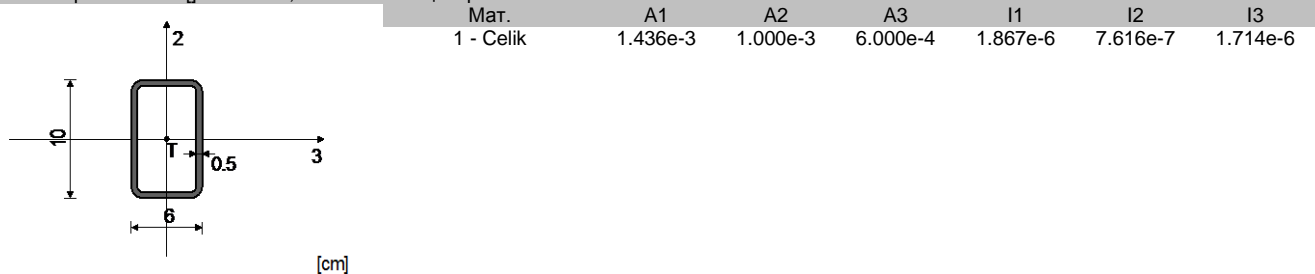 Мат. A1 A2 A3 I1 I2 I3
1 - Celik 1.436e-3 1.000e-3 6.000e-4 1.867e-6 7.616e-7 1.714e-6
2
10
T
0.5
3
6
[cm]